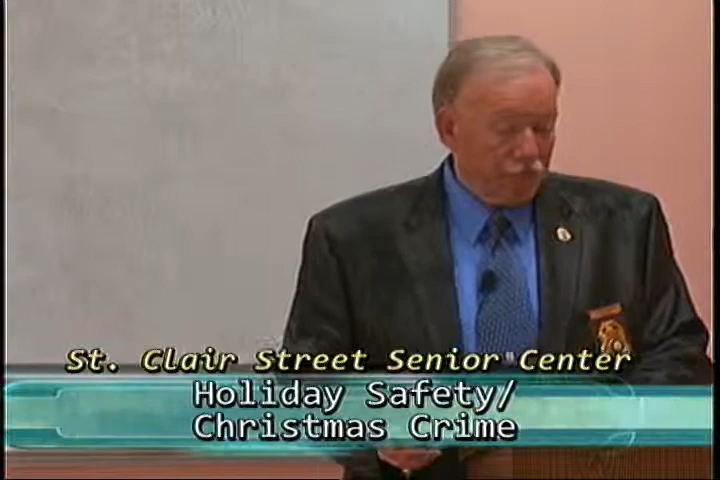 St. Clair Street Senior Center
Holiday Safety/
Christmas Crime